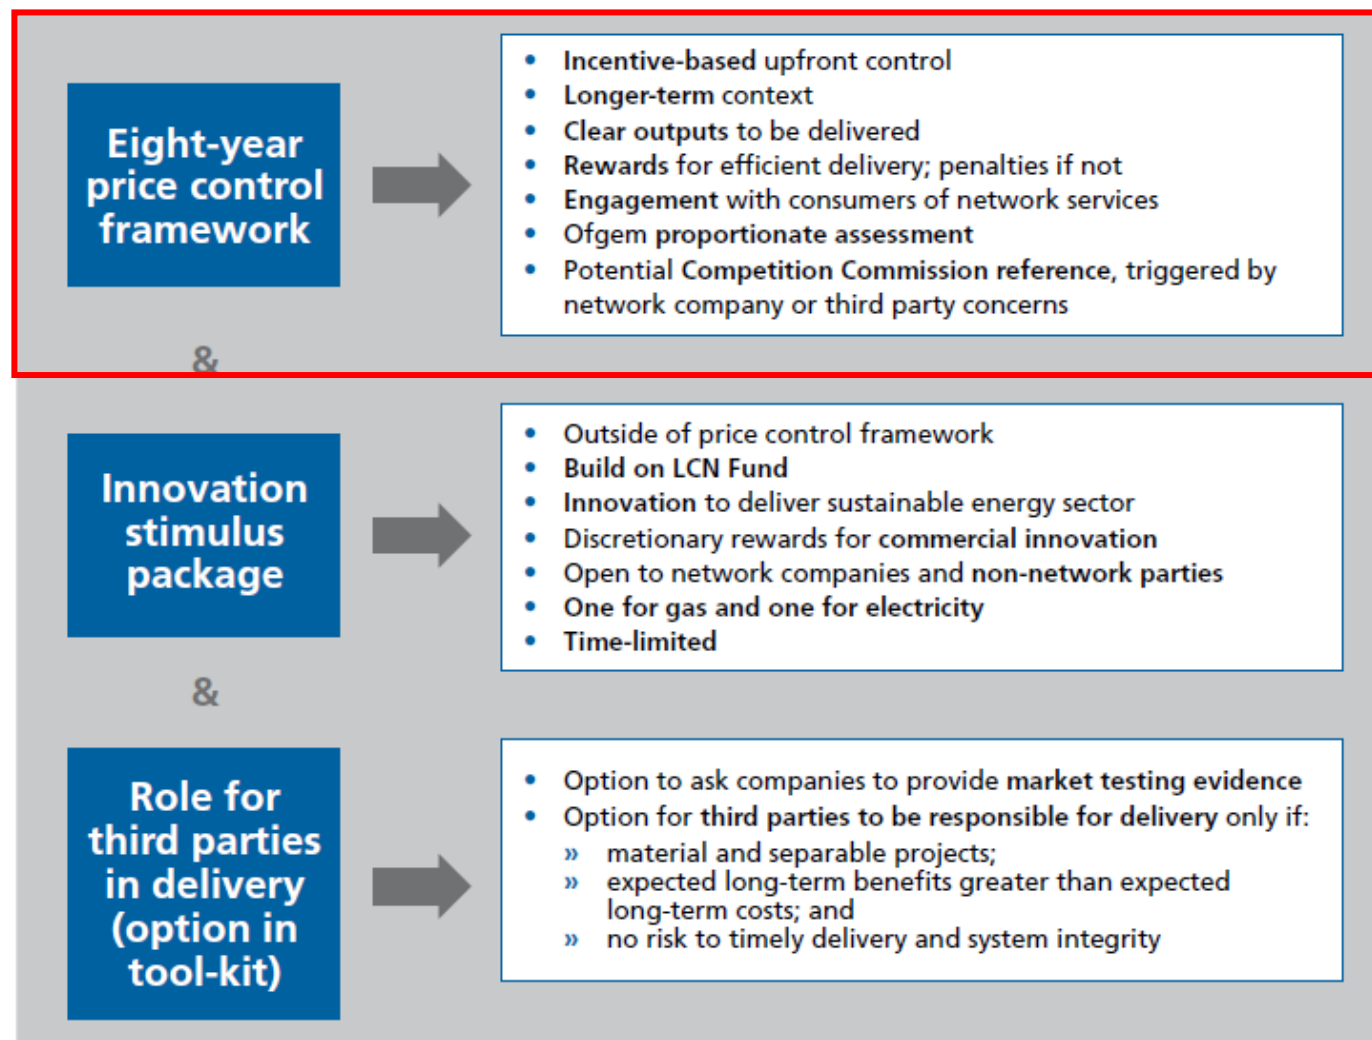 Eight-year
price control
framework
• Incentive-based upfront control
• Longer-term context
• Clear outputs to be delivered
• Rewards for efficient delivery; penalties if not
• Engagement with consumers of network services
• Ofgem proportionate assessment
• Potential Competition Commission reference, triggered by
network company or third party concerns
&
Innovation
stimulus
package
• Outside of price control framework
• Build on LCN Fund
• Innovation to deliver sustainable energy sector
• Discretionary rewards for commercial innovation
• Open to network companies and non-network parties
• One for gas and one for electricity
• Time-limited
&
Role for
third parties
in delivery
(option in
tool-kit)
• Option to ask companies to provide market testing evidence
• Option for third parties to be responsible for delivery only if:
» material and separable projects;
» expected long-term benefits greater than expected
long-term costs; and
» no risk to timely delivery and system integrity